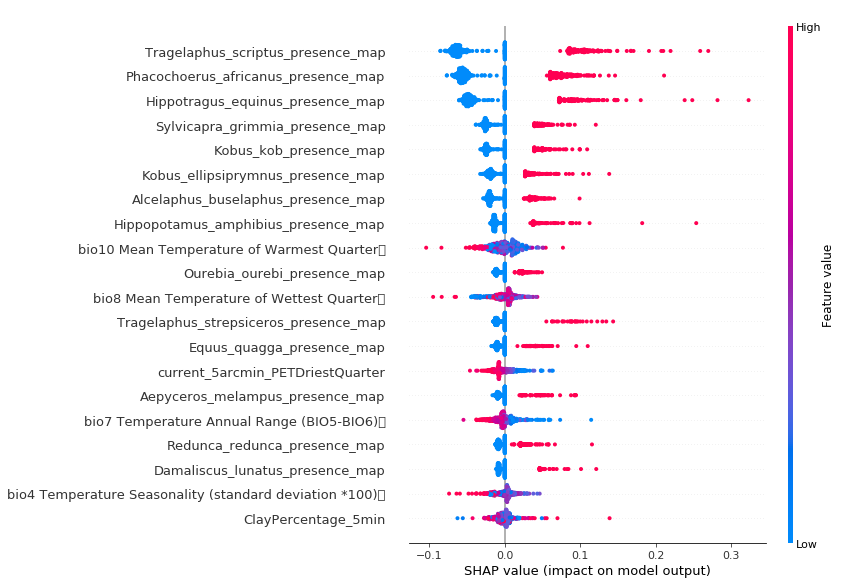 High
Tragelaphus_scriptus_presence_map
Phacochoerus_africanus_presence_map
Hippotragus_equinus_presence_map
Sylvicapra_grimmia_presence_map
Kobus_kob_presence_map
Kobus_ellipsiprymnus_presence_map
Alcelaphus_buselaphus_presence_map
Hippopotamus_amphibius_presence_map
bio10 Mean Temperature of Warmest Quarter
Ourebia_ourebi_presence_map
bio8 Mean Temperature of Wettest Quarter
Tragelaphus_strepsiceros_presence_map
Equus_quagga_presence_map
current_5arcmin_PETDriestQuarter
Aepyceros_melampus_presence_map
bio7 Temperature Annual Range (BIO5-BIO6)
Redunca_redunca_presence_map
Damaliscus_lunatus_presence_map
bio4 Temperature Seasonality (standard deviation *100)
ClayPercentage_5min
Feature value
Low
−0.1 0.0 0.1 0.2 0.3
SHAP value (impact on model output)